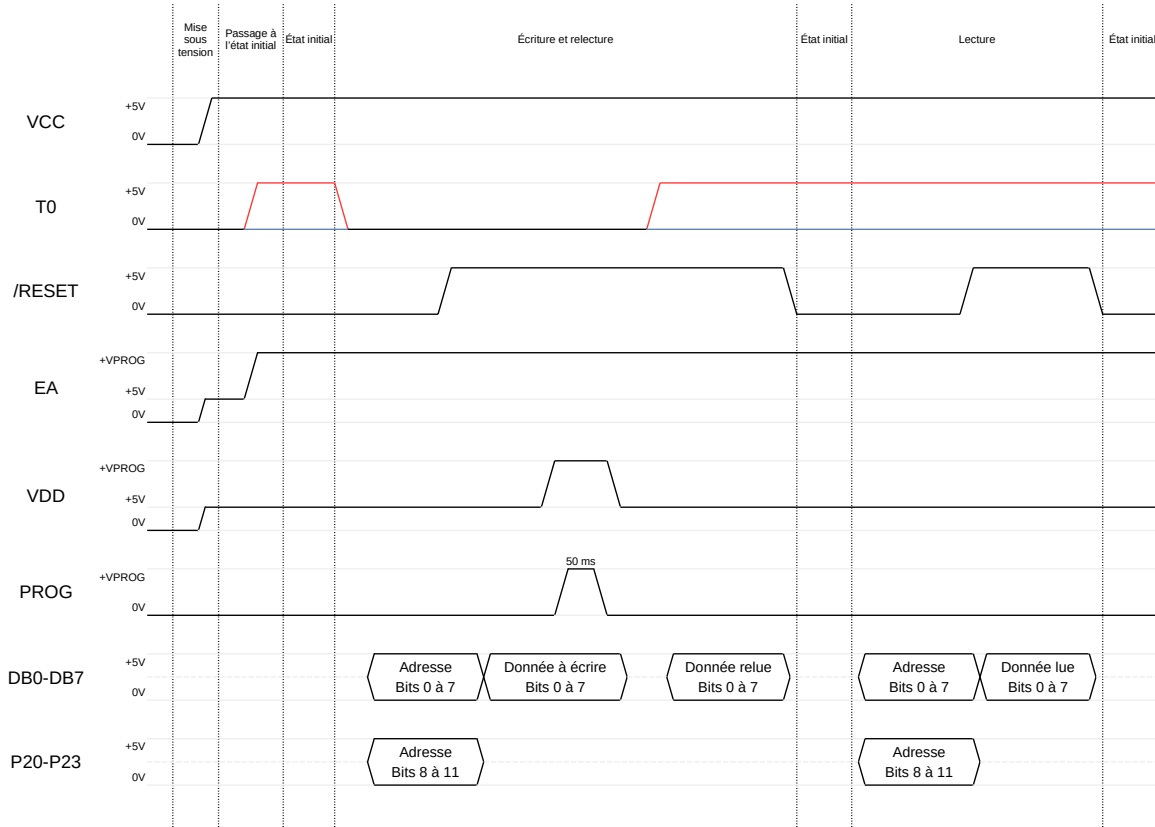 Mise
sous
tension
Passage à
l'état initial
État initial
Écriture et relecture
État initial
Lecture
État initial
VCC
+5V
0V
T0
+5V
0V
/RESET
+5V
0V
EA
+VPROG
+5V
0V
VDD
+VPROG
+5V
0V
PROG
+VPROG
0V
50 ms
DB0-DB7
+5V
0V
Adresse
Bits 0 à 7
Donnée à écrire
Bits 0 à 7
Donnée relue
Bits 0 à 7
Adresse
Bits 0 à 7
Donnée lue
Bits 0 à 7
P20-P23
+5V
0V
Adresse
Bits 8 à 11
Adresse
Bits 8 à 11